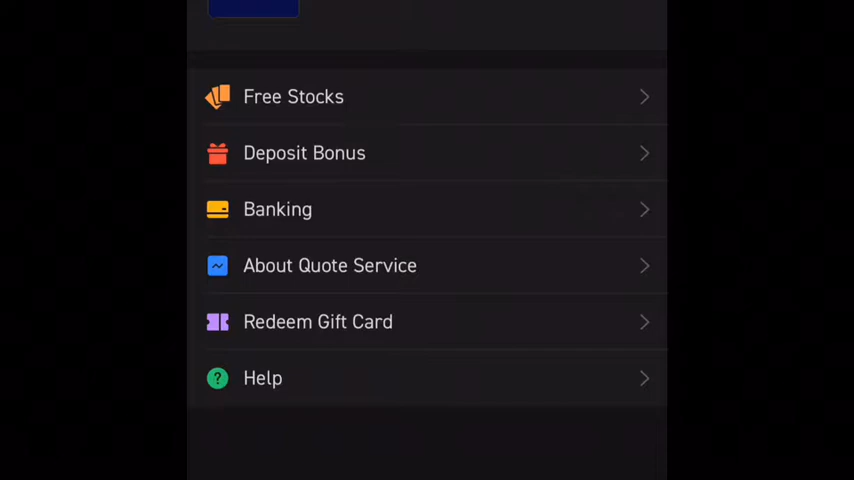 Free Stocks
Deposit Bonus
Banking
About Quote Service
Redeem Gift Card
Help